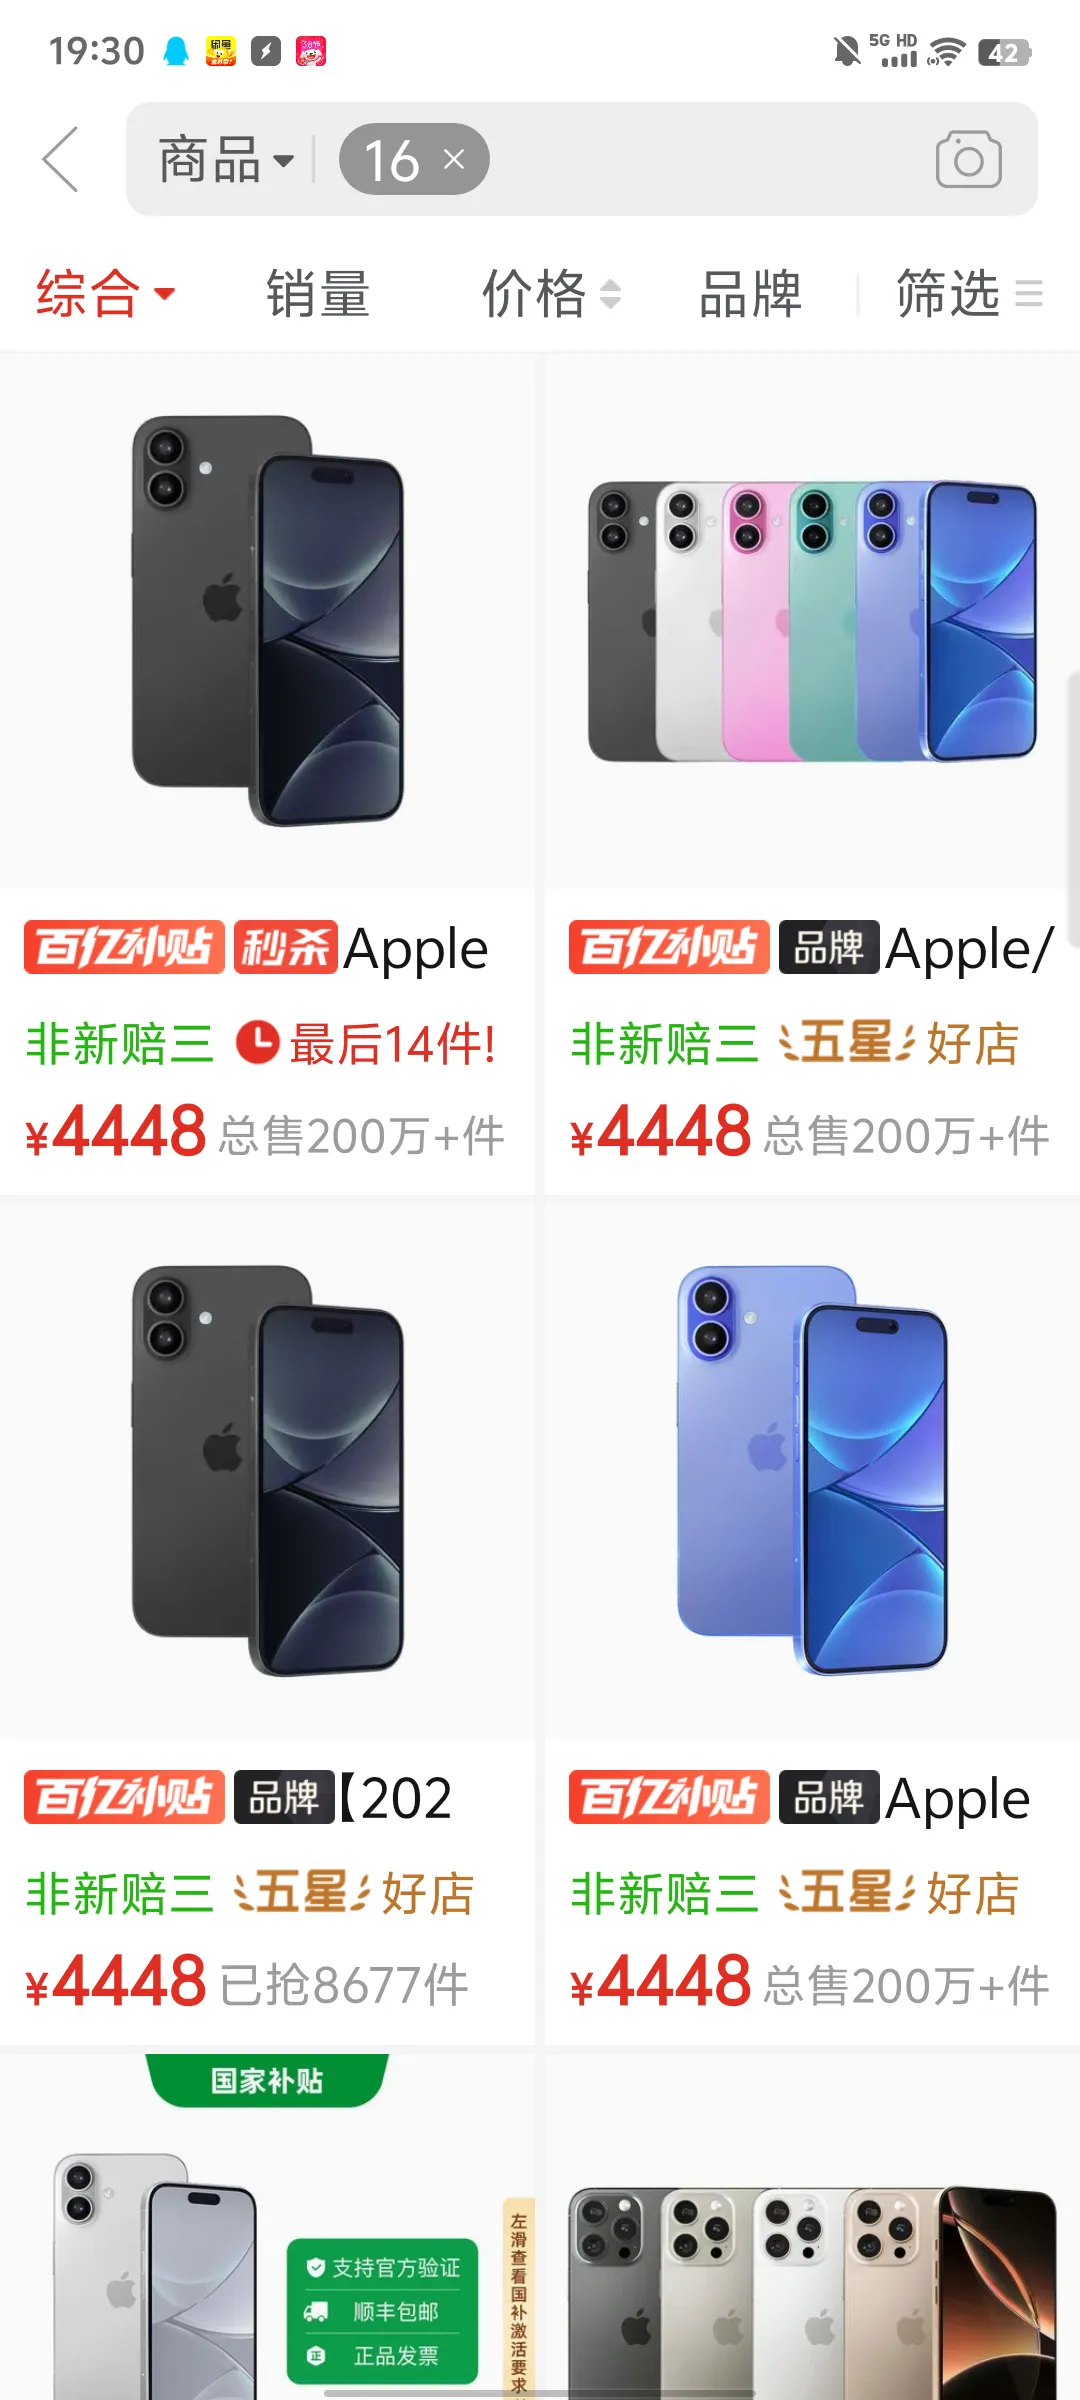 19:30
5G HD
42
商品
16 ×
综合
销量
价格
品牌
筛选
百亿补贴 秒杀 Apple
非新赔三 最后14件!
¥4448 总售200万+件
百亿补贴 品牌 Apple/
非新赔三 五星好店
¥4448 总售200万+件
百亿补贴 品牌 【202
非新赔三 五星好店
¥4448 已抢8677件
百亿补贴 品牌 Apple
非新赔三 五星好店
¥4448 总售200万+件
国家补贴
支持官方验证
顺丰包邮
正 正品发票
左滑查看国补激活要求